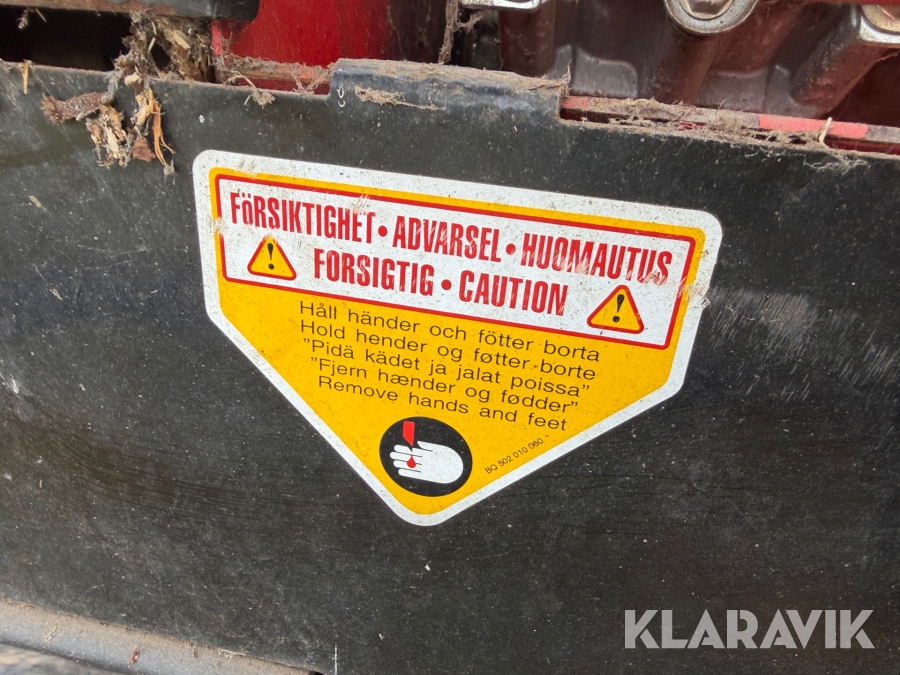 FöRSIKTIGHET • ADVARSEL • HUOMAUTUS
FORSIGTIG • CAUTION
Håll händer och fötter borta
Hold hender og føtter borte
"Pidä kädet ja jalat poissa"
"Fjern hænder og fødder"
Remove hands and feet
BQ 502 010 060
KLARAVIK